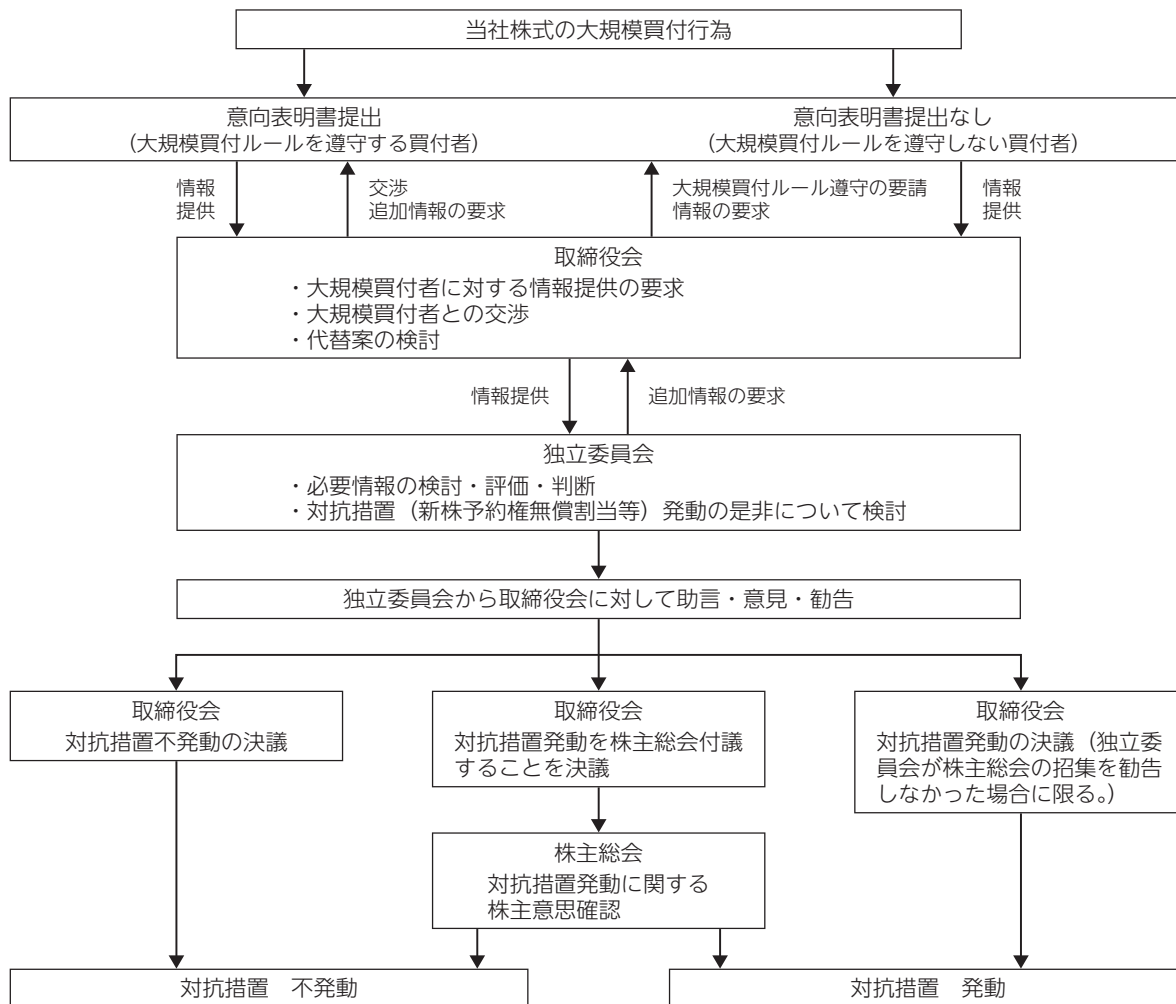 当社株式の大規模買付行為
意向表明書提出
（大規模買付ルールを遵守する買付者）
意向表明書提出なし
（大規模買付ルールを遵守しない買付者）
情報
提供
交渉
追加情報の要求
大規模買付ルール遵守の要請
情報の要求
情報
提供
取締役会
・大規模買付者に対する情報提供の要求
・大規模買付者との交渉
・代替案の検討
情報提供
追加情報の要求
独立委員会
・必要情報の検討・評価・判断
・対抗措置（新株予約権無償割当等）発動の是非について検討
独立委員会から取締役会に対して助言・意見・勧告
取締役会
対抗措置不発動の決議
取締役会
対抗措置発動を株主総会付議
することを決議
取締役会
対抗措置発動の決議（独立委
員会が株主総会の招集を勧告
しなかった場合に限る。）
株主総会
対抗措置発動に関する
株主意思確認
対抗措置　不発動
対抗措置　発動